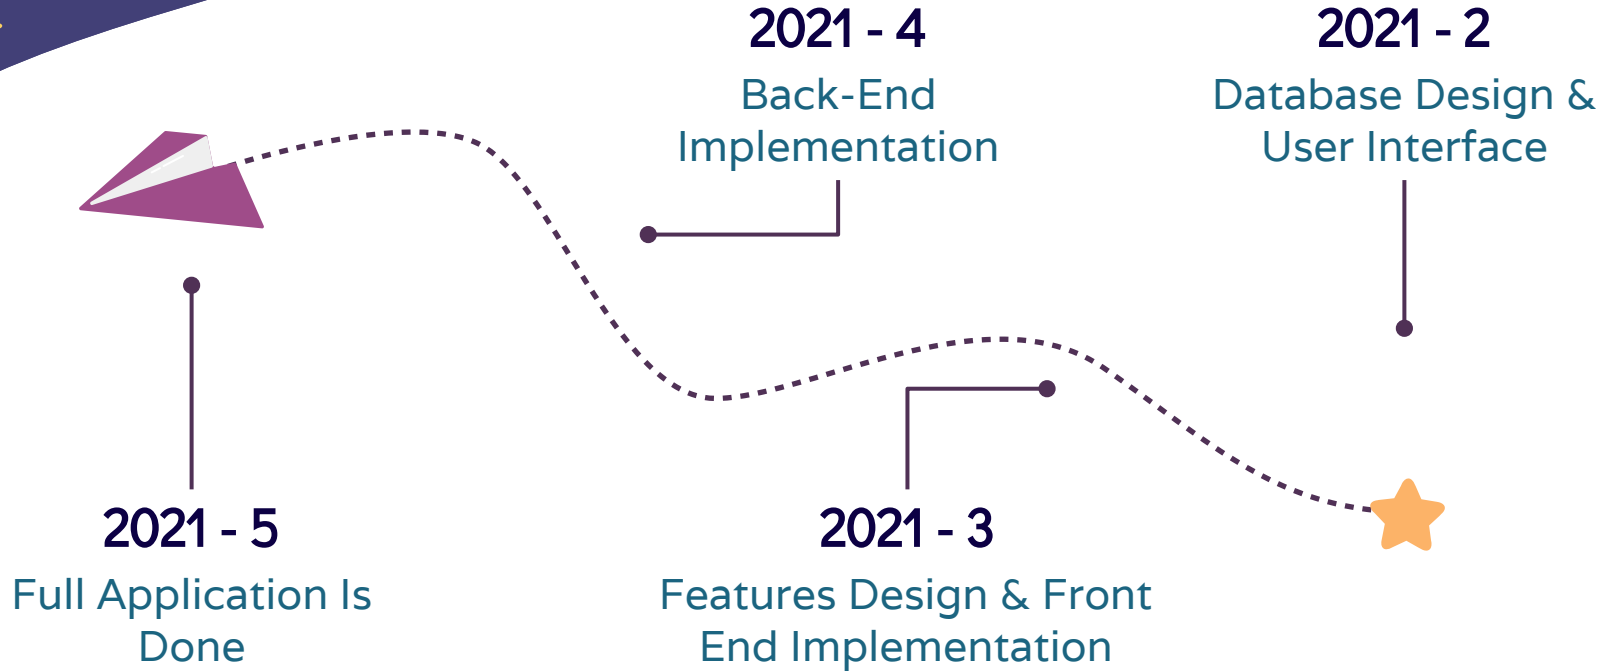 2021 - 4
Back-End
Implementation
2021 - 2
Database Design &
User Interface
2021 - 5
Full Application Is
Done
2021 - 3
Features Design & Front
End Implementation